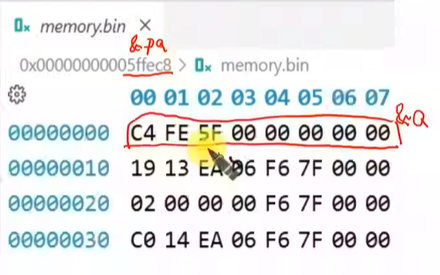 memory.bin ×
&pa
0x00000000005ffec8 > memory.bin
00 01 02 03 04 05 06 07
&a
00000000 C4 FE 5F 00 00 00 00 00
00000010 19 13 EA 06 F6 7F 00 00
00000020 02 00 00 00 F6 7F 00 00
00000030 C0 14 EA 06 F6 7F 00 00